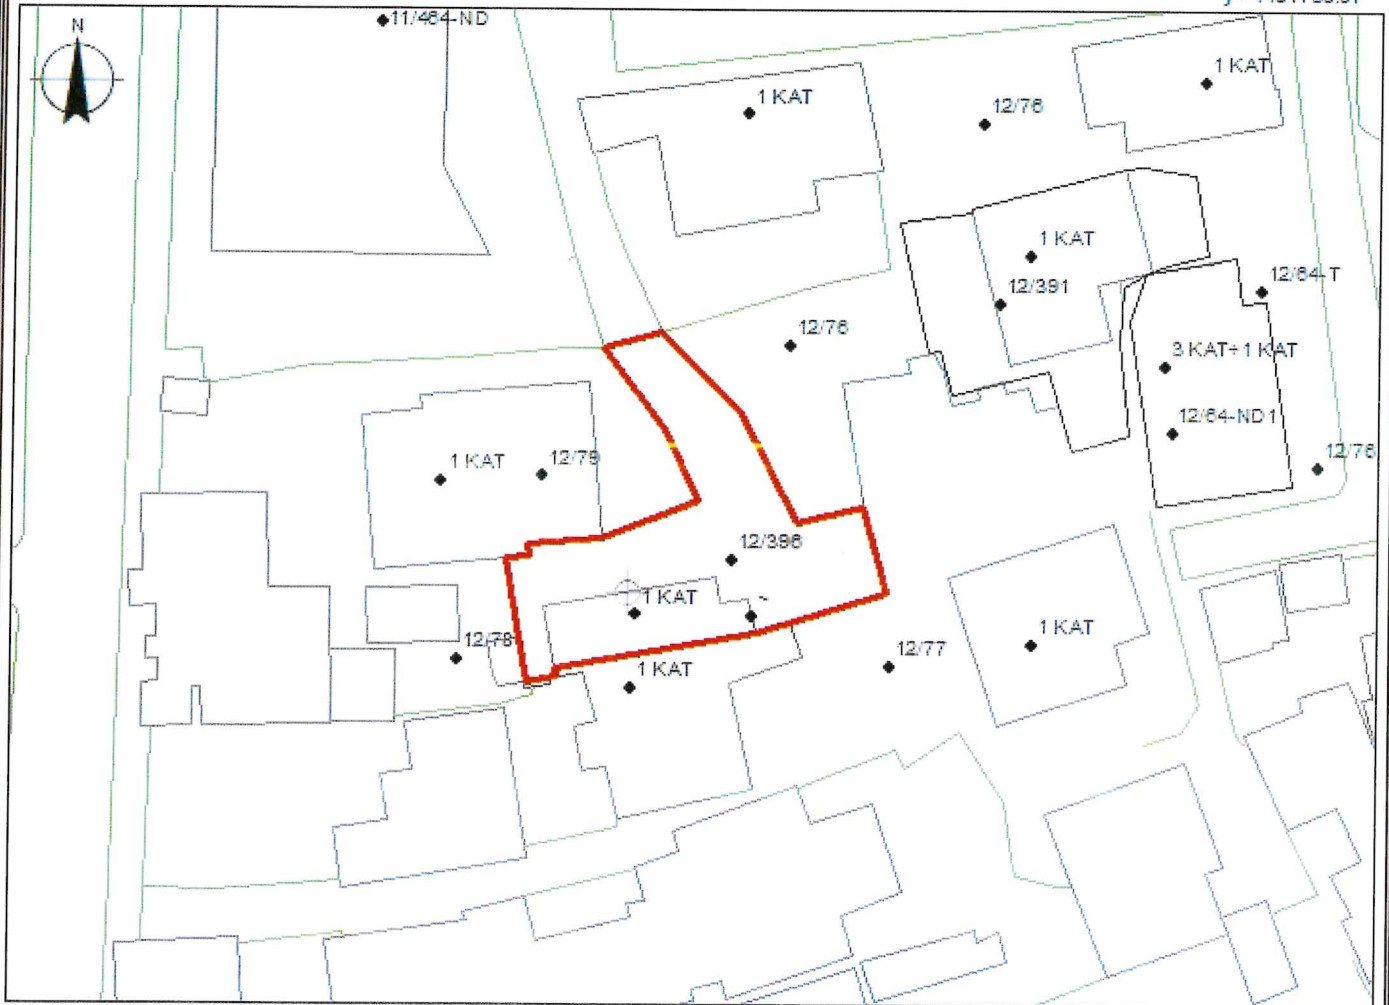 11/464-ND
N
1 KAT
1 KAT
12/76
1 KAT
12/391
12/64-T
12/76
3 KAT+1 KAT
12/64-ND1
1 KAT
12/79
12/76
12/396
1 KAT
12/78
1 KAT
12/77
1 KAT